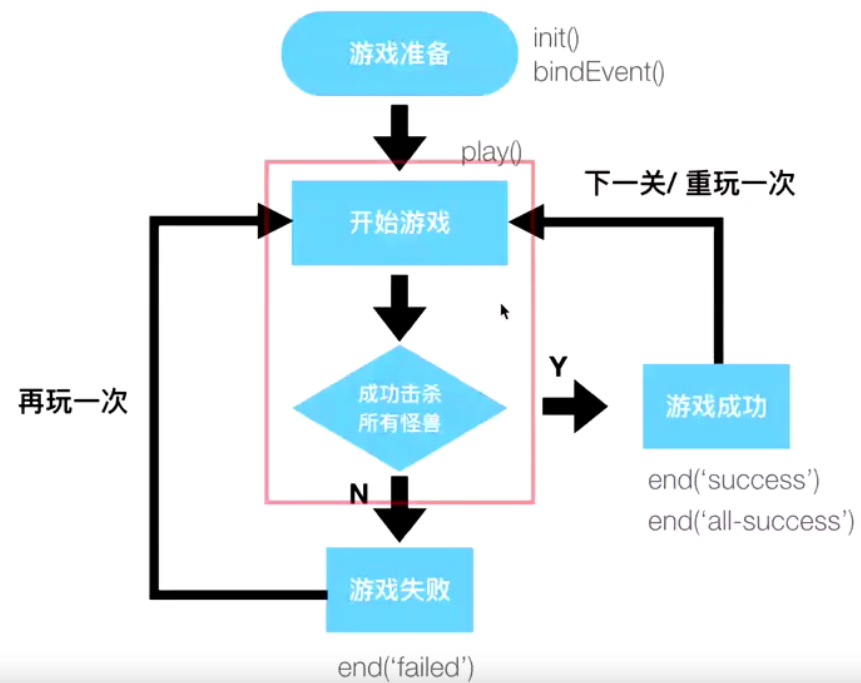 游戏准备
init()
bindEvent()
play()
下一关/ 重玩一次
开始游戏
再玩一次
成功击杀
所有怪兽
Y
游戏成功
end(‘success’)
end(‘all-success’)
N
游戏失败
end(‘failed’)